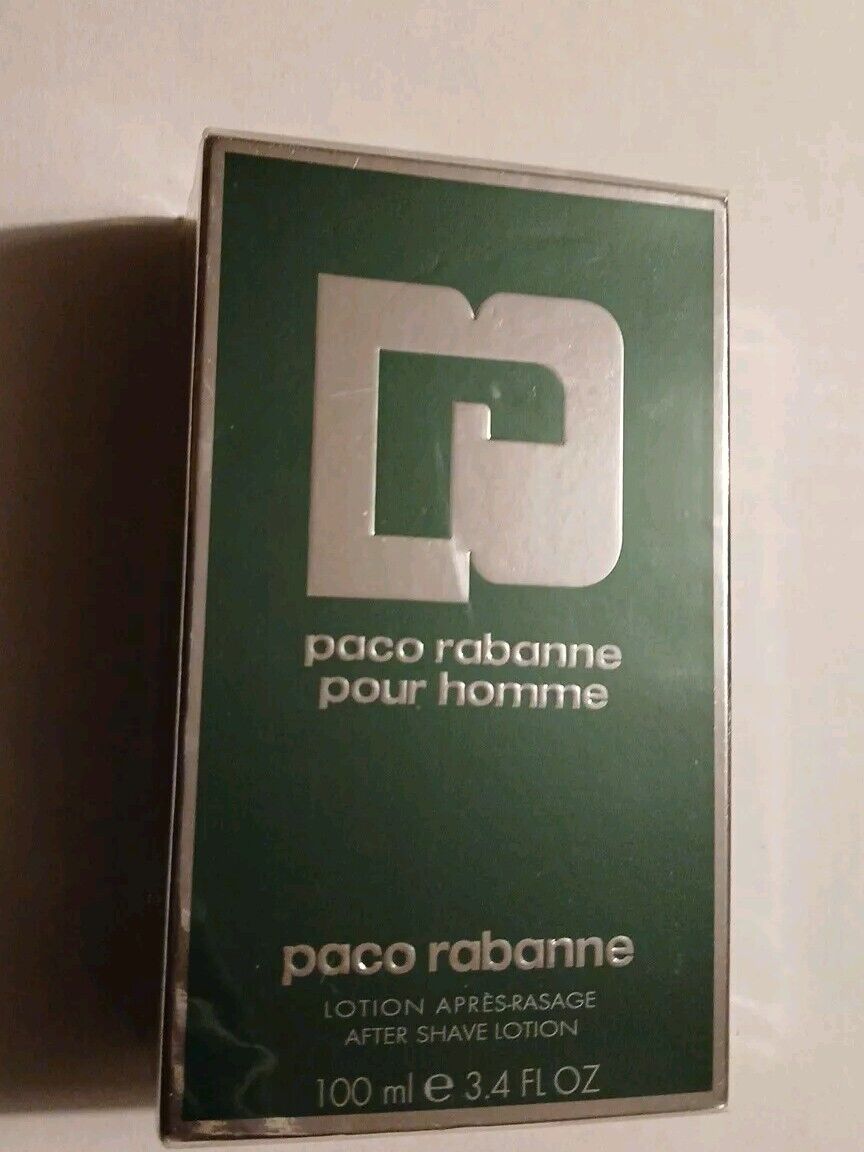 paco rabanne
pour homme
paco rabanne
LOTION APRÈS-RASAGE
AFTER SHAVE LOTION
100 ml e 3.4 FL OZ